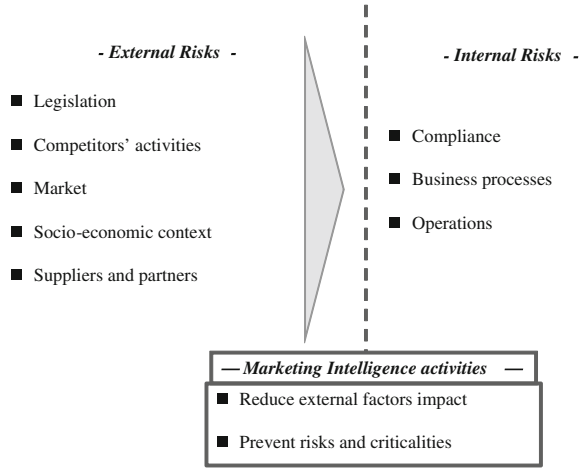 - External Risks -
■ Legislation
■ Competitors’ activities
■ Market
■ Socio-economic context
■ Suppliers and partners
- Internal Risks -
■ Compliance
■ Business processes
■ Operations
— Marketing Intelligence activities —
■ Reduce external factors impact
■ Prevent risks and criticalities